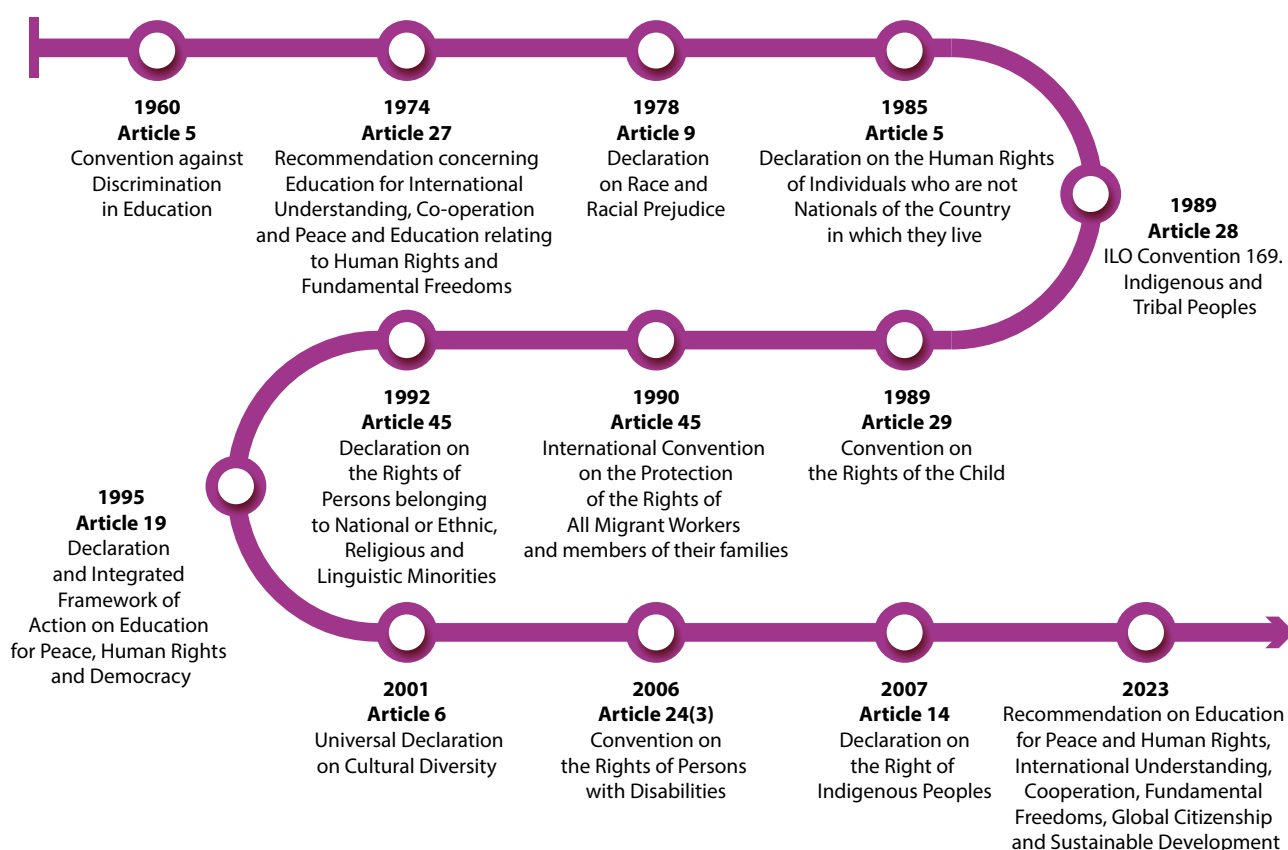 1960
Article 5
Convention against
Discrimination
in Education
1974
Article 27
Recommendation concerning
Education for International
Understanding, Co-operation
and Peace and Education relating
to Human Rights and
Fundamental Freedoms
1978
Article 9
Declaration
on Race and
Racial Prejudice
1985
Article 5
Declaration on the Human Rights
of Individuals who are not
Nationals of the Country
in which they live
1989
Article 28
ILO Convention 169.
Indigenous and
Tribal Peoples
1989
Article 29
Convention on
the Rights of the Child
1990
Article 45
International Convention
on the Protection
of the Rights of
All Migrant Workers
and members of their families
1992
Article 45
Declaration on
the Rights of
Persons belonging
to National or Ethnic,
Religious and
Linguistic Minorities
1995
Article 19
Declaration
and Integrated
Framework of
Action on Education
for Peace, Human Rights
and Democracy
2001
Article 6
Universal Declaration
on Cultural Diversity
2006
Article 24(3)
Convention on
the Rights of Persons
with Disabilities
2007
Article 14
Declaration on
the Right of
Indigenous Peoples
2023
Recommendation on Education
for Peace and Human Rights,
International Understanding,
Cooperation, Fundamental
Freedoms, Global Citizenship
and Sustainable Development